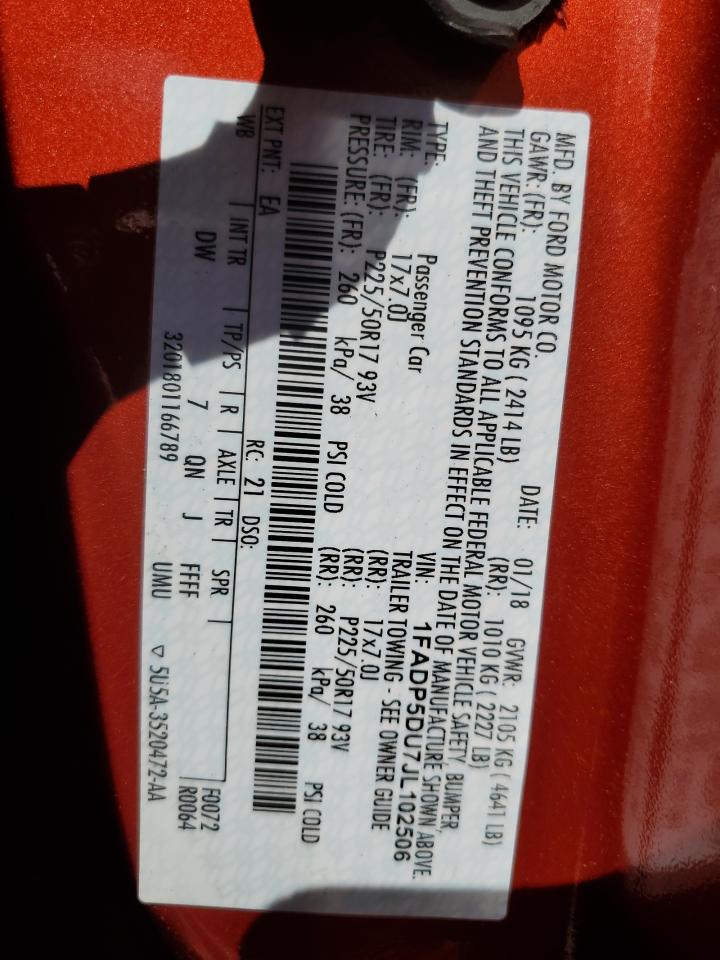 MFD. BY FORD MOTOR CO. DATE: 01/18 GVWR: 2105 KG ( 4641 LB)
GAWR: (FR): 1095 KG ( 2414 LB) (RR): 1010 KG ( 2227 LB)
THIS VEHICLE CONFORMS TO ALL APPLICABLE FEDERAL MOTOR VEHICLE SAFETY, BUMPER,
AND THEFT PREVENTION STANDARDS IN EFFECT ON THE DATE OF MANUFACTURE SHOWN ABOVE.
VIN: 1FADP5DU7JL102506
TYPE: Passenger Car TRAILER TOWING - SEE OWNER GUIDE
RIM: (FR): 17x7.0J (RR): 17x7.0J
TIRE: (FR): P225/50R17 93V (RR): P225/50R17 93V
PRESSURE: (FR): 260 kPa/ 38 PSI COLD (RR): 260 kPa/ 38 PSI COLD
EXT PNT: EA RC: 21 DSO:
WB | INT TR | TP/PS | R | AXLE | TR | SPR |
DW 7 QN J FFFF
F0072
R0064
3201801166789 UMU ▽ 5U5A-3520472-AA